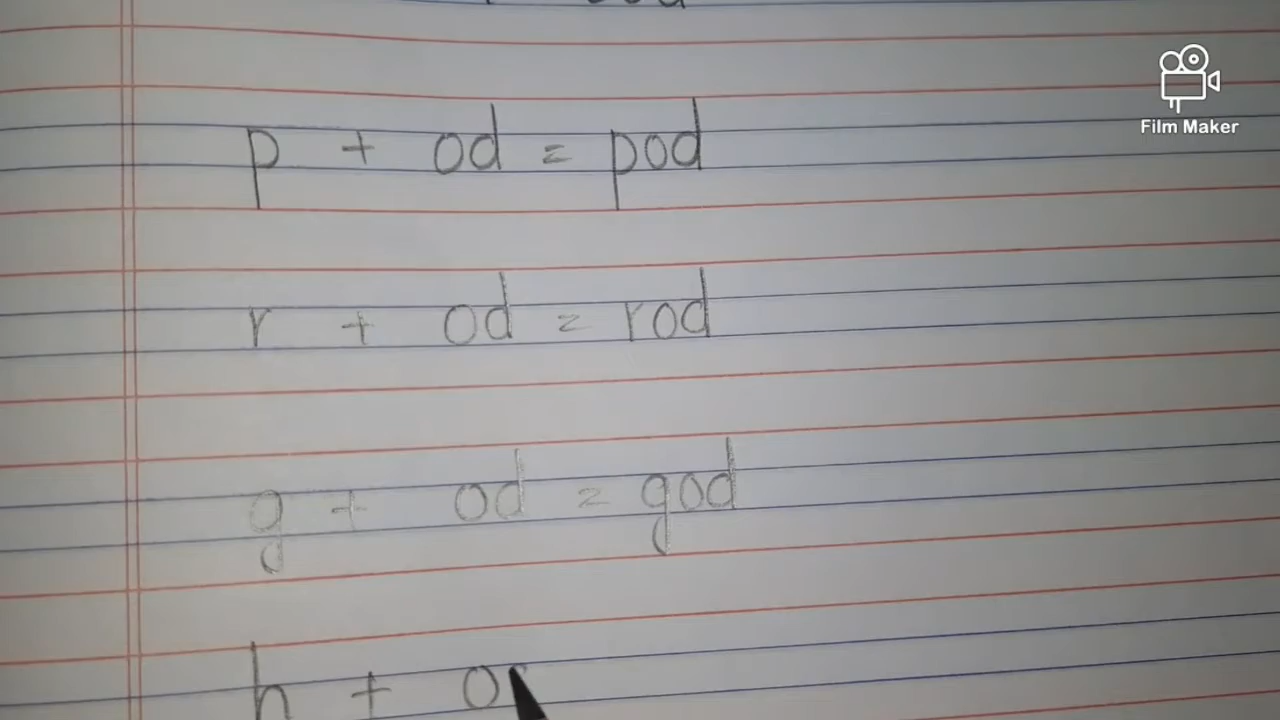 Film Maker
p + od = pod
r + od = rod
g + od = god
h + o